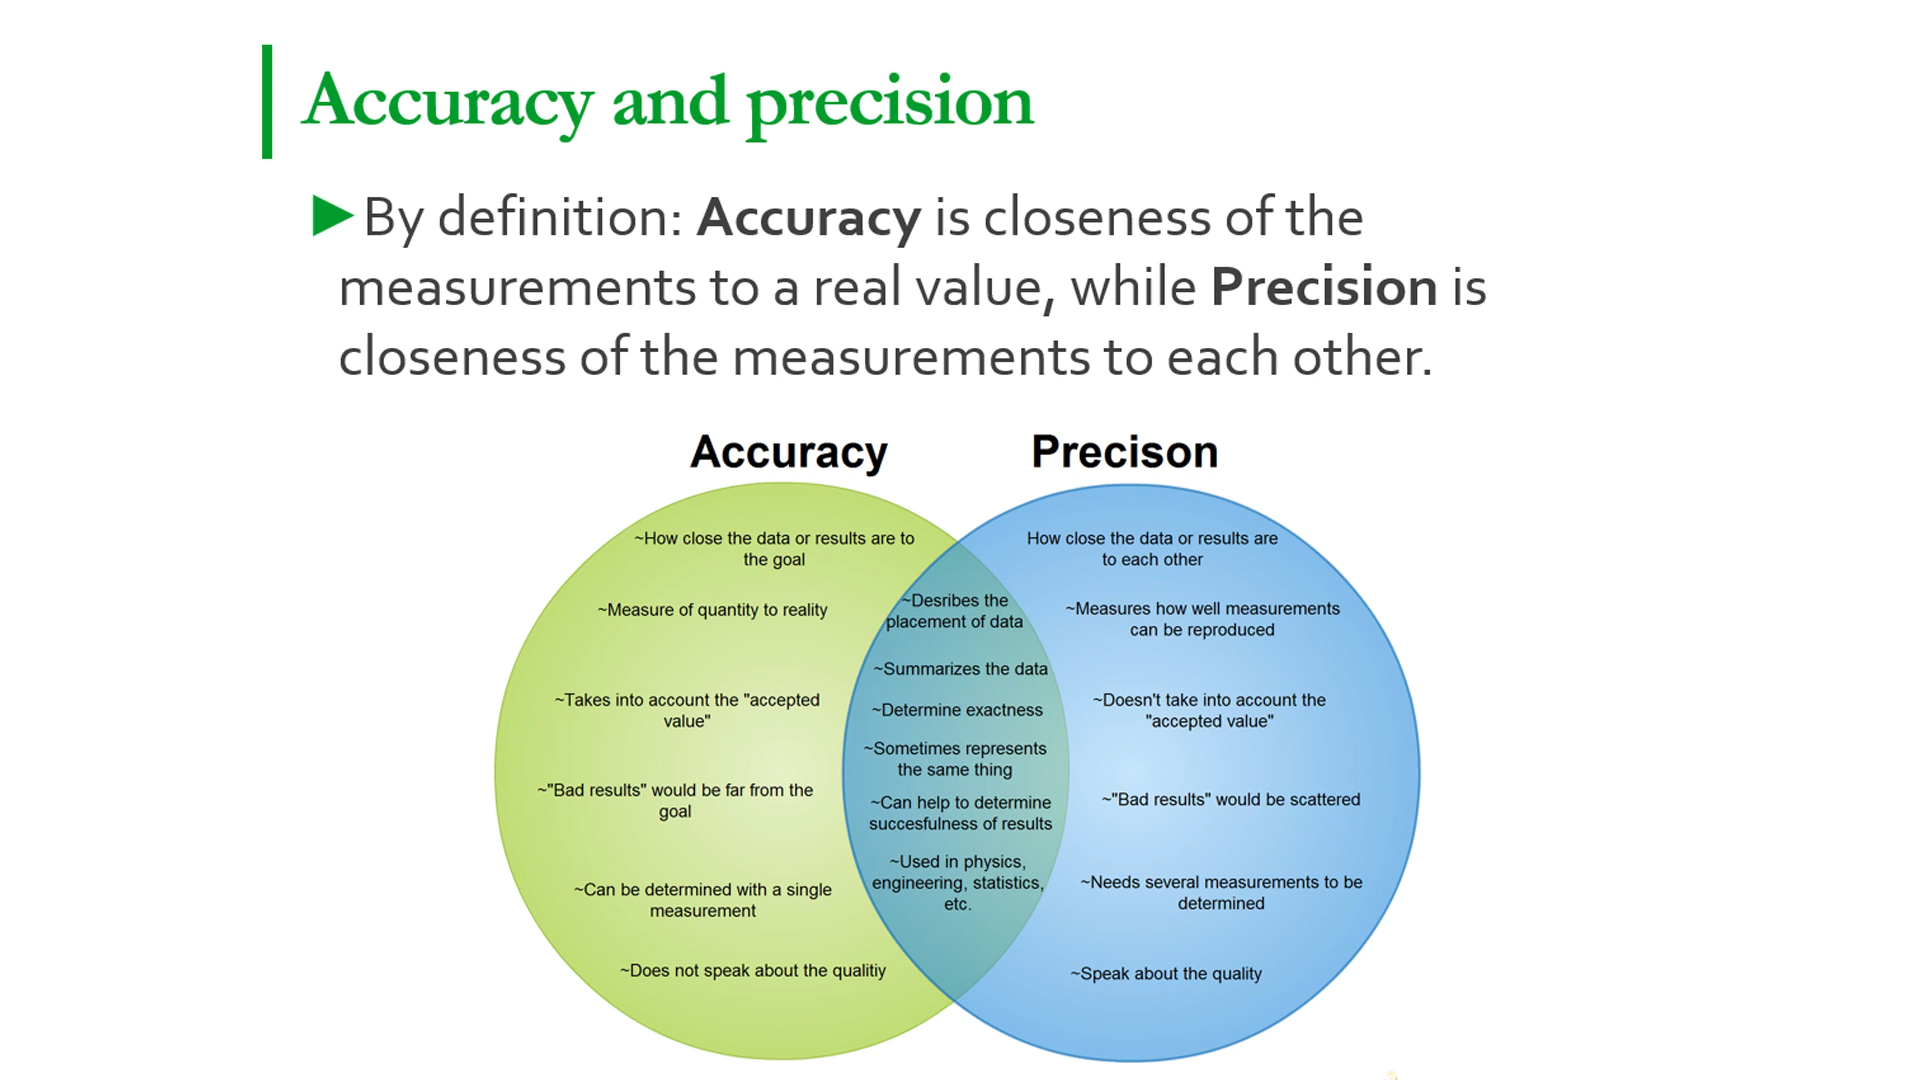 Accuracy and precision
By definition: Accuracy is closeness of the
measurements to a real value, while Precision is
closeness of the measurements to each other.
Accuracy
Precison
~How close the data or results are to
the goal
~Measure of quantity to reality
~Takes into account the "accepted
value"
~"Bad results" would be far from the
goal
~Can be determined with a single
measurement
~Does not speak about the qualitiy
~Desribes the
placement of data
~Summarizes the data
~Determine exactness
~Sometimes represents
the same thing
~Can help to determine
succesfulness of results
~Used in physics,
engineering, statistics,
etc.
How close the data or results are
to each other
~Measures how well measurements
can be reproduced
~Doesn't take into account the
"accepted value"
~"Bad results" would be scattered
~Needs several measurements to be
determined
~Speak about the quality